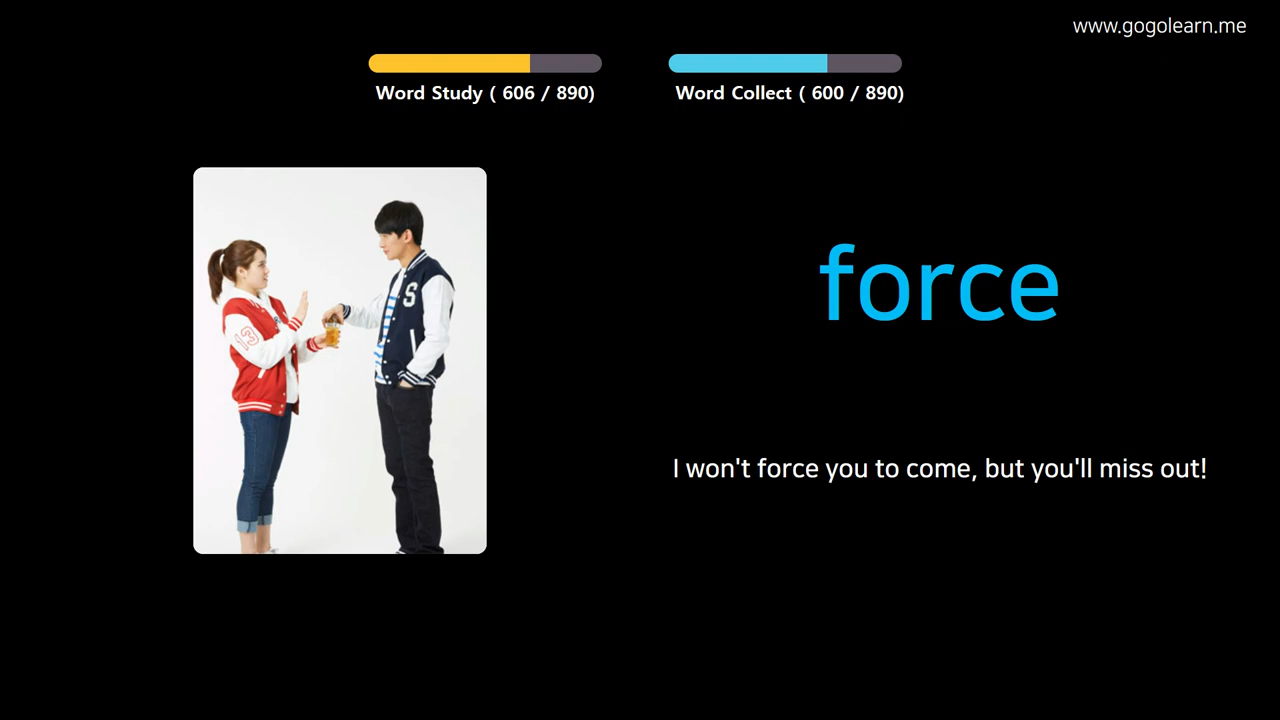 www.gogolearn.me
Word Study ( 606 / 890)
Word Collect ( 600 / 890)
S
13
force
I won't force you to come, but you'll miss out!